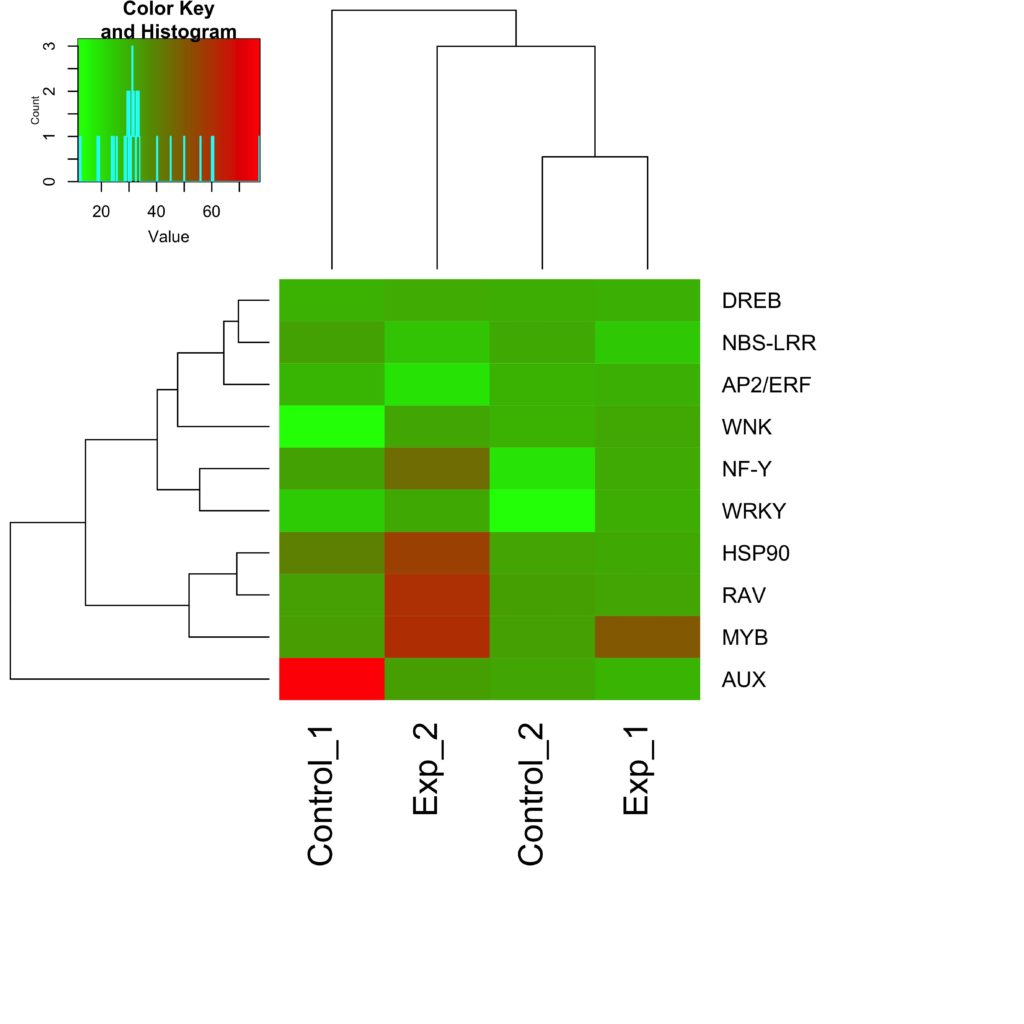 Color Key
and Histogram
Count
0 1 2 3
20 40 60
Value
DREB
NBS-LRR
AP2/ERF
WNK
NF-Y
WRKY
HSP90
RAV
MYB
AUX
Control_1
Exp_2
Control_2
Exp_1